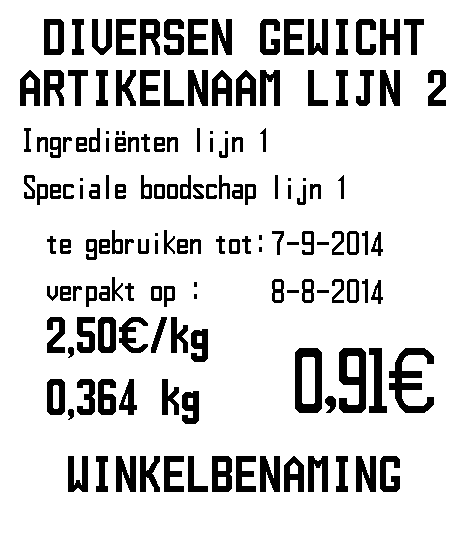 DIVERSEN GEWICHT
ARTIKELNAAM LIJN 2
Ingrediënten lijn 1
Speciale boodschap lijn 1
te gebruiken tot: 7-9-2014
verpakt op : 8-8-2014
2,50€/kg
0,364 kg
0,91€
WINKELBENAMING